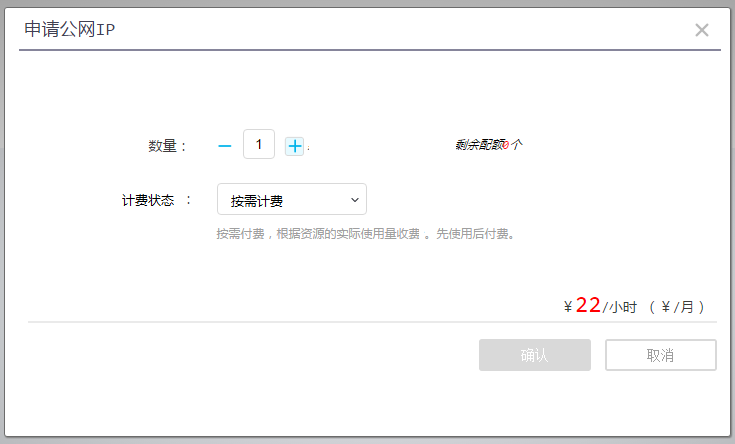 申请公网IP
数量： 1 剩余配额0个
计费状态 ： 按需计费
按需付费，根据资源的实际使用量收费 。先使用后付费。
￥22/小时 （ ￥/月 ）
确认 取消